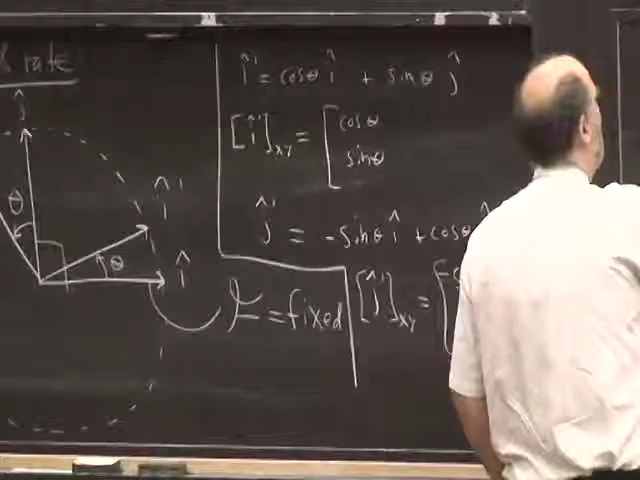 & rate
ĵ
θ
î'
θ
î
î' = cosθ î + sinθ ĵ
[î']xy = [cosθ
sinθ
ĵ' = -sinθ î + cosθ
F = fixed
[ĵ']xy = [